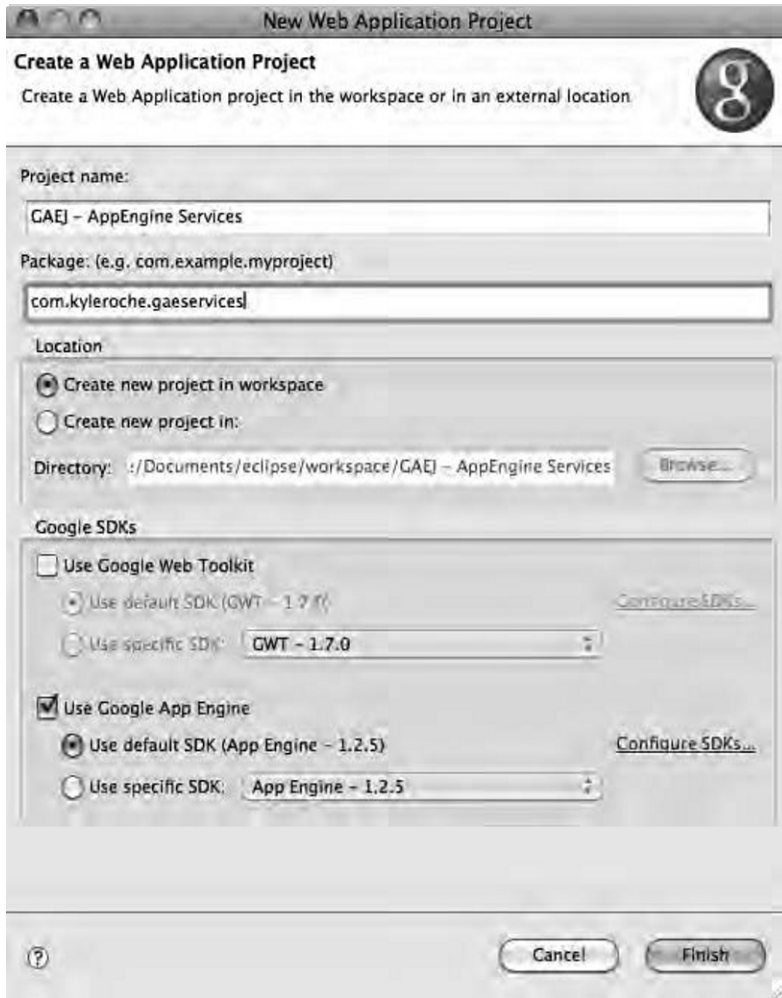 New Web Application Project
Create a Web Application Project
Create a Web Application project in the workspace or in an external location
g
Project name:
GAEJ - AppEngine Services
Package: (e.g. com.example.myproject)
com.kyleroche.gaeservices
Location
Create new project in workspace
Create new project in:
Directory: :/Documents/eclipse/workspace/GAEJ - AppEngine Services Browse...
Google SDKs
Use Google Web Toolkit
Use default SDK (GWT - 1.7.0) Configure SDKs...
Use specific SDK: GWT - 1.7.0
Use Google App Engine
Use default SDK (App Engine - 1.2.5) Configure SDKs...
Use specific SDK: App Engine - 1.2.5
? Cancel Finish